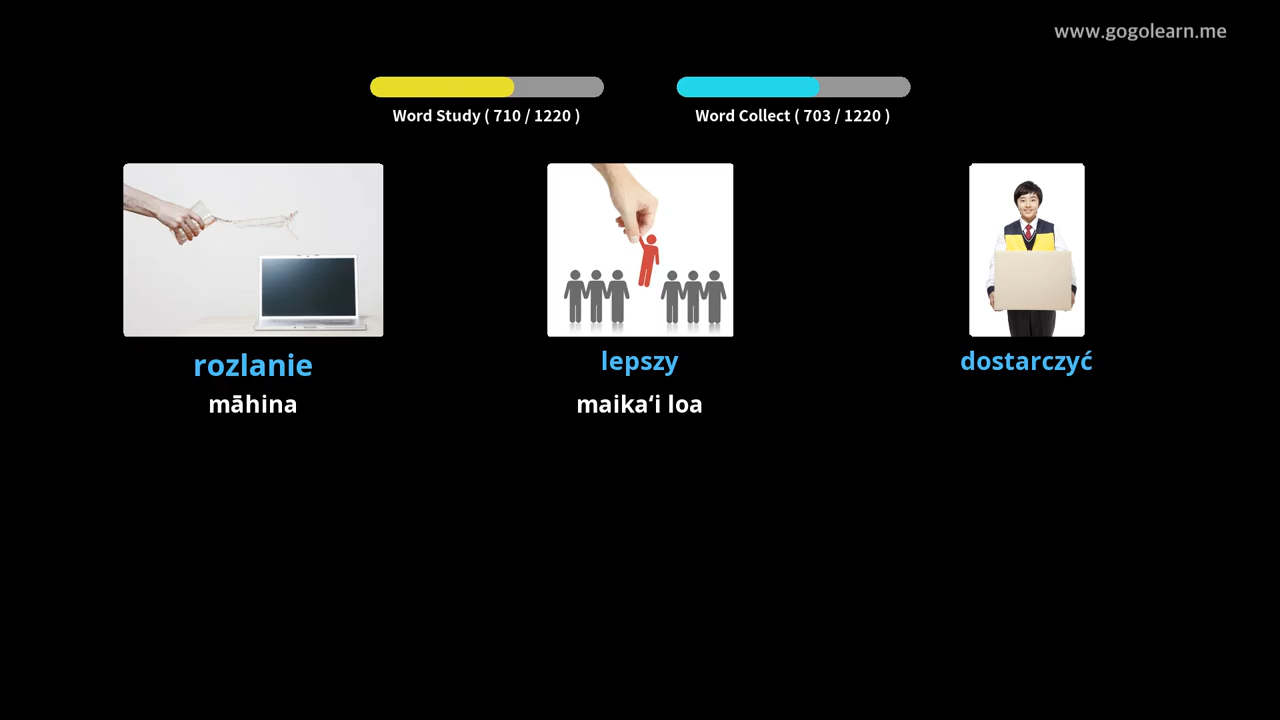 www.gogolearn.me
Word Study ( 710 / 1220 )
Word Collect ( 703 / 1220 )
rozlanie
lepszy
dostarczyć
māhina
maikaʻi loa